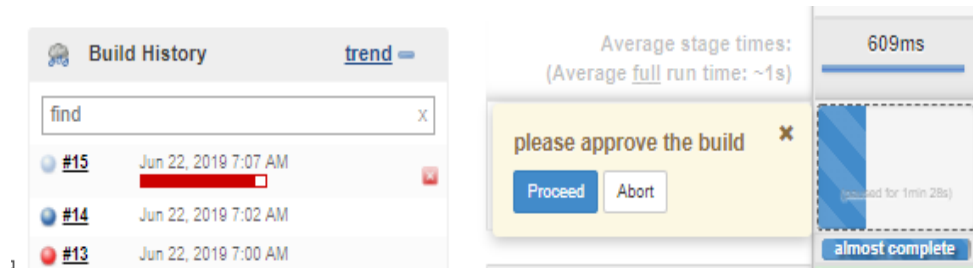 Build History trend
find x
#15 Jun 22, 2019 7:07 AM
#14 Jun 22, 2019 7:02 AM
#13 Jun 22, 2019 7:00 AM
Average stage times:
(Average full run time: ~1s)
609ms
please approve the build
Proceed Abort
(paused for 1min 28s)
almost complete